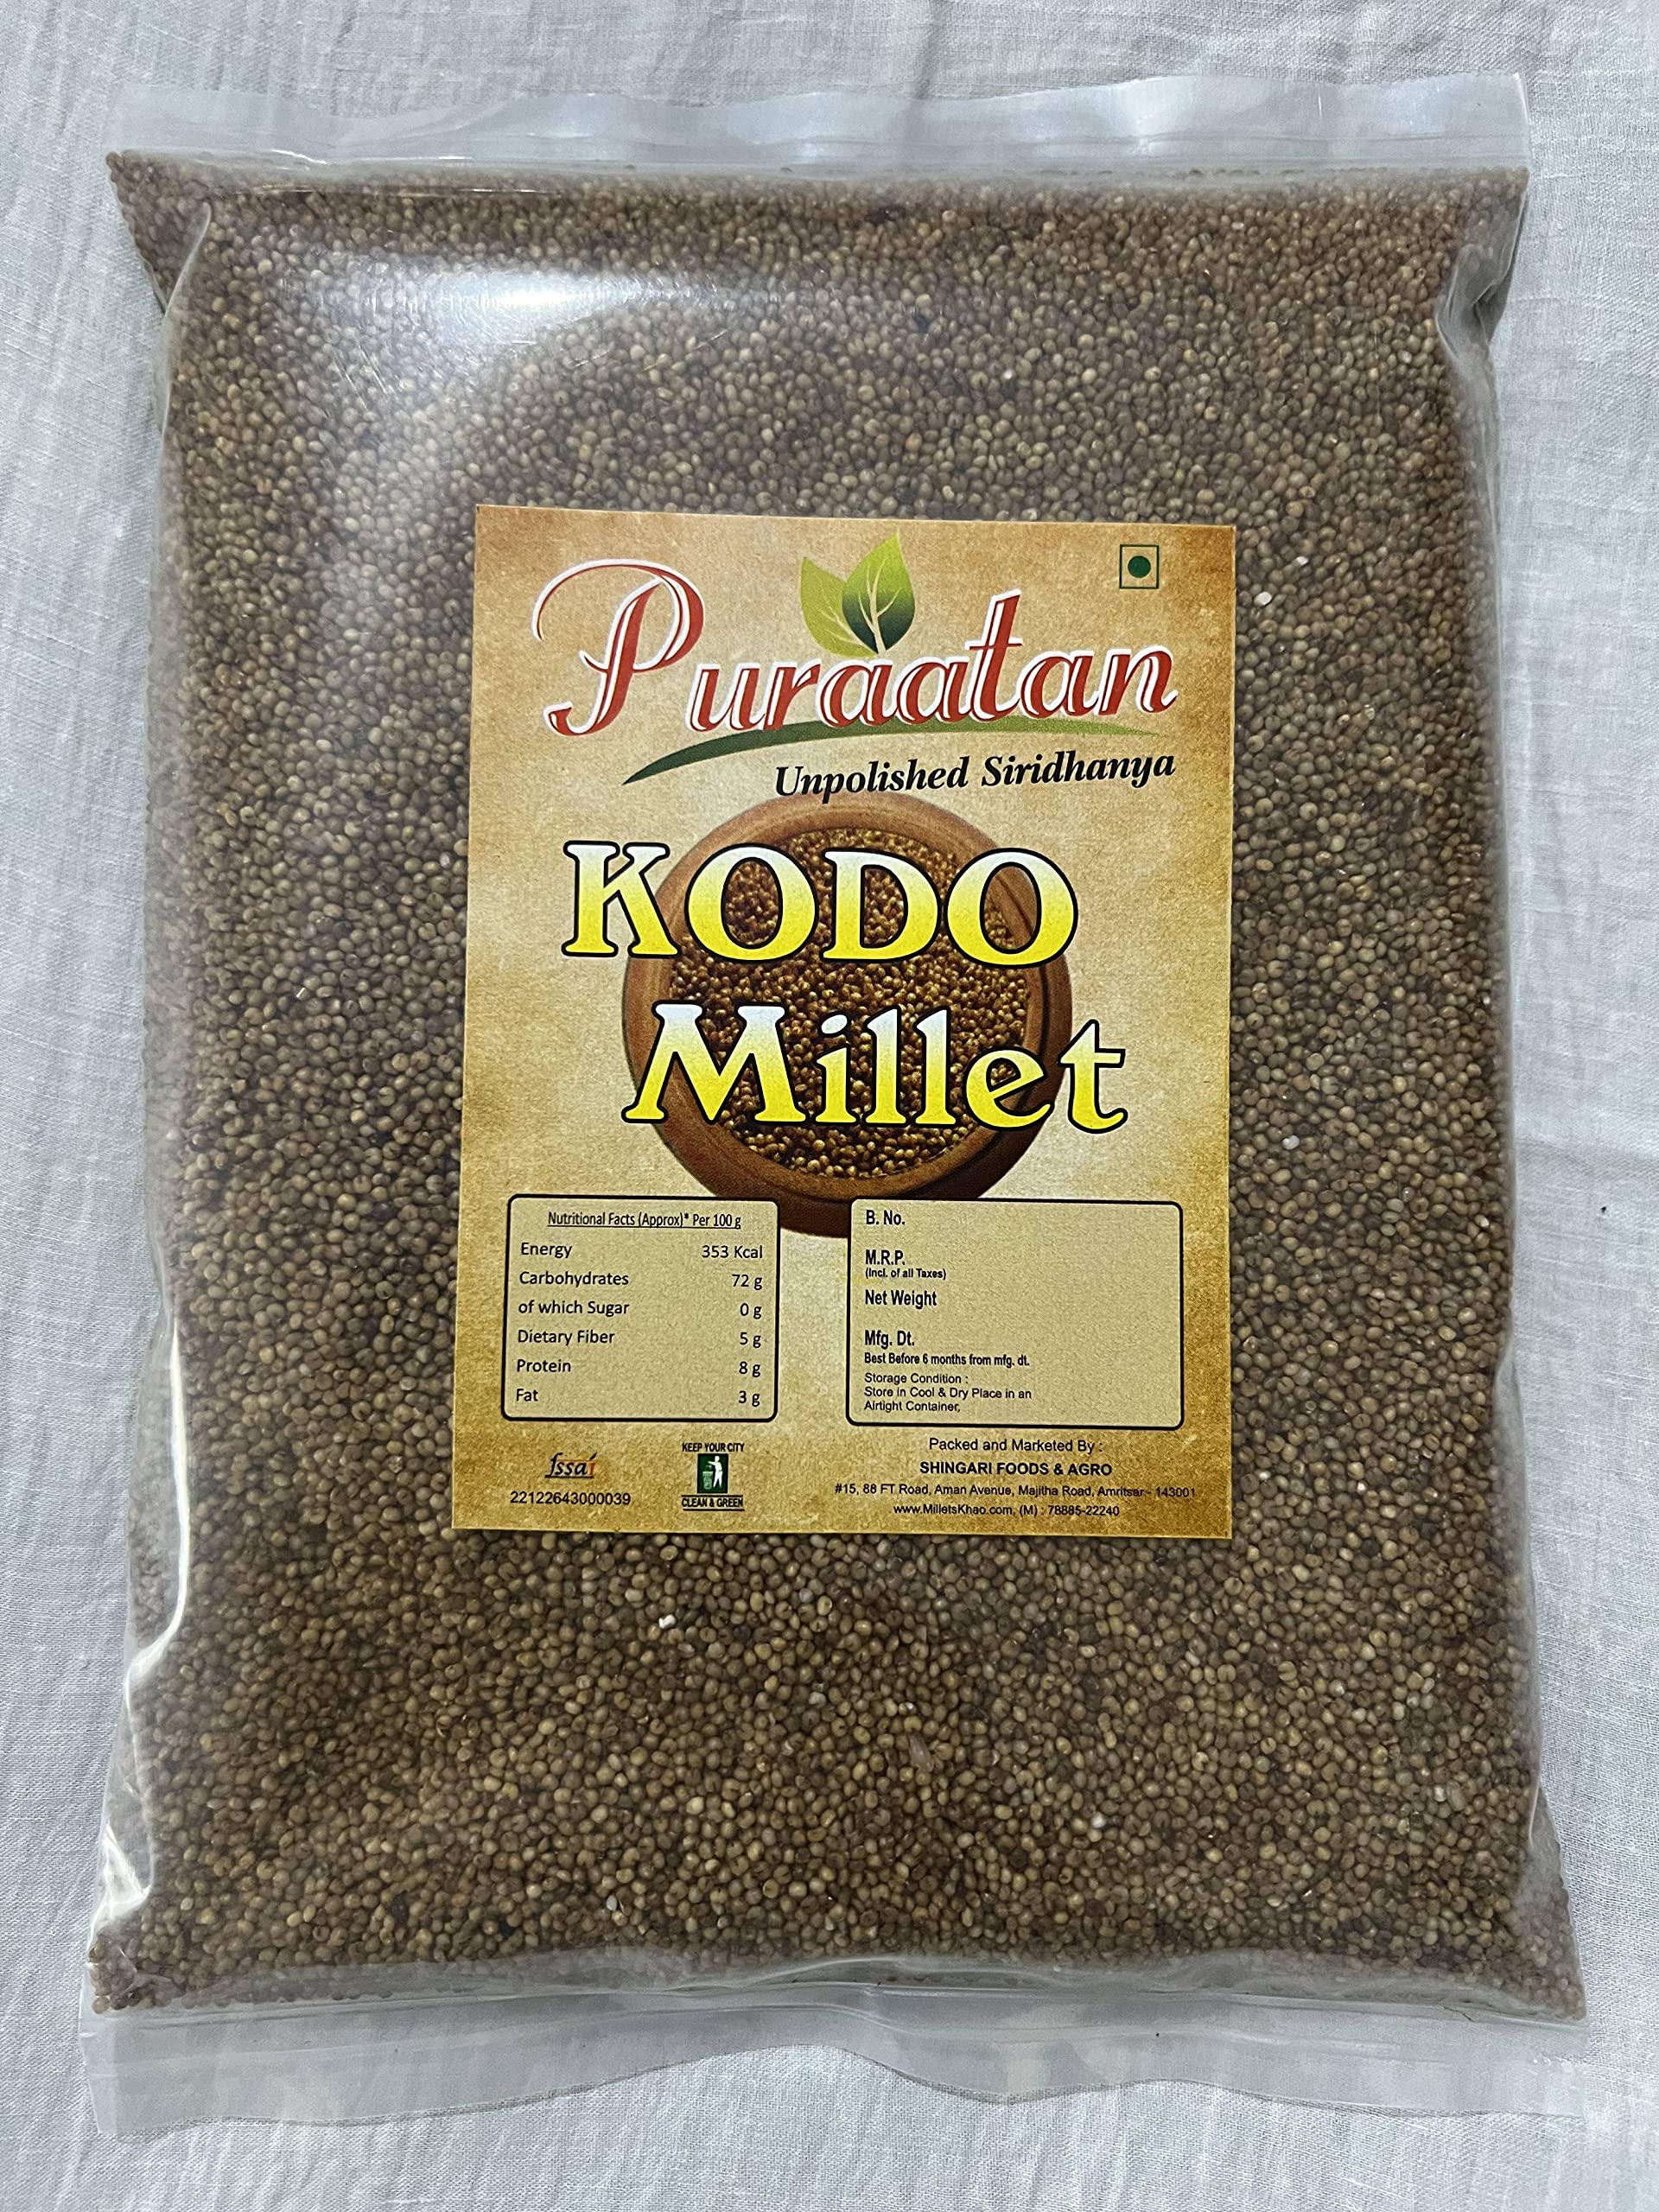 Puraatan
Unpolished Siridhanya
KODO
Millet
Nutritional Facts (Approx)* Per 100 g
Energy 353 Kcal
Carbohydrates 72 g
of which Sugar 0 g
Dietary Fiber 5 g
Protein 8 g
Fat 3 g
B. No.
M.R.P.
(Incl. of all Taxes)
Net Weight
Mfg. Dt.
Best Before 6 months from mfg. dt.
Storage Condition :
Store in Cool & Dry Place in an
Airtight Container,
fssai
22122643000039
KEEP YOUR CITY
CLEAN & GREEN
Packed and Marketed By :
SHINGARI FOODS & AGRO
#15, 88 FT Road, Aman Avenue, Majitha Road, Amritsar - 143001
www.MilletsKhao.com, (M) : 78885-22240